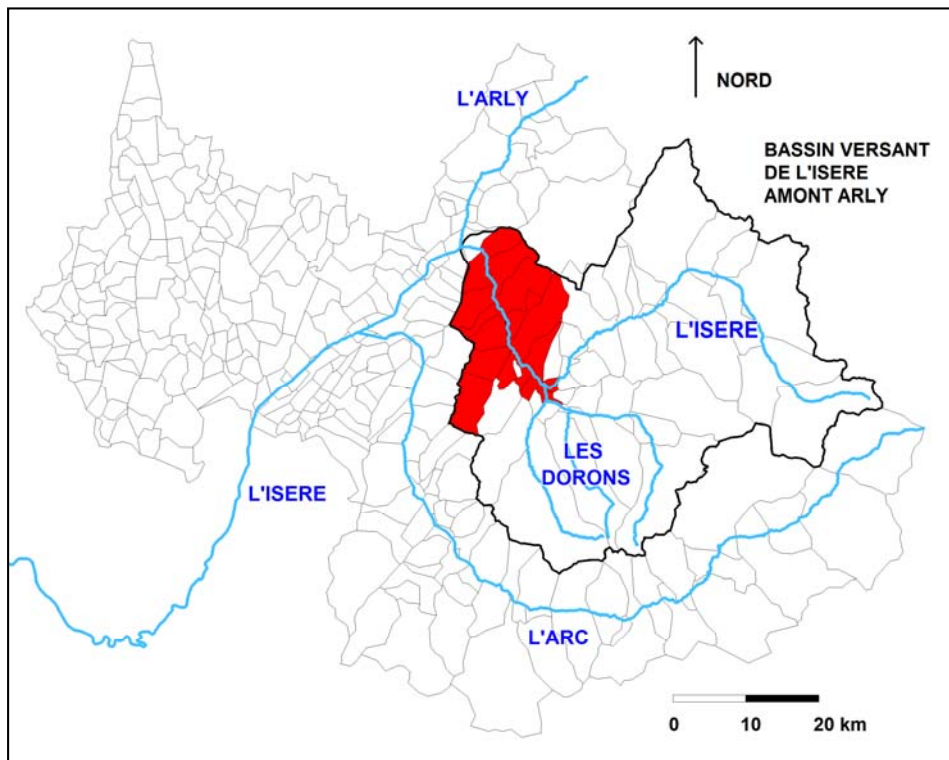 L'ARLY
NORD
BASSIN VERSANT
DE L'ISERE
AMONT ARLY
L'ISERE
LES
DORONS
L'ISERE
L'ARC
0 10 20 km